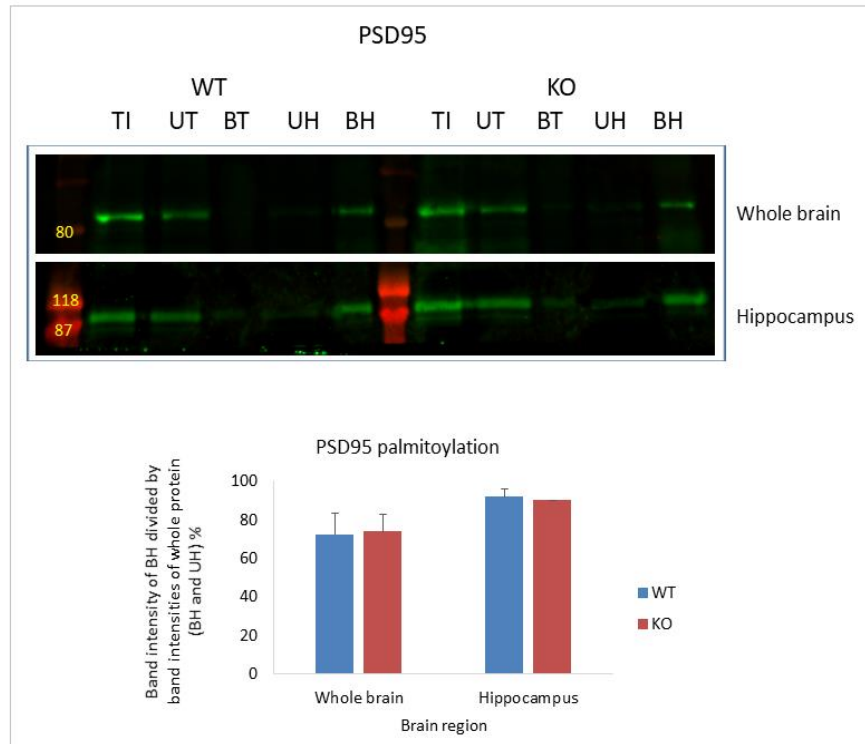 PSD95
WT KO
TI UT BT UH BH TI UT BT UH BH
80
Whole brain
118
87
Hippocampus
PSD95 palmitoylation
Band intensity of BH divided by
band intensities of whole protein
(BH and UH) %
100
80
60
40
20
0
WT
KO
Whole brain Hippocampus
Brain region